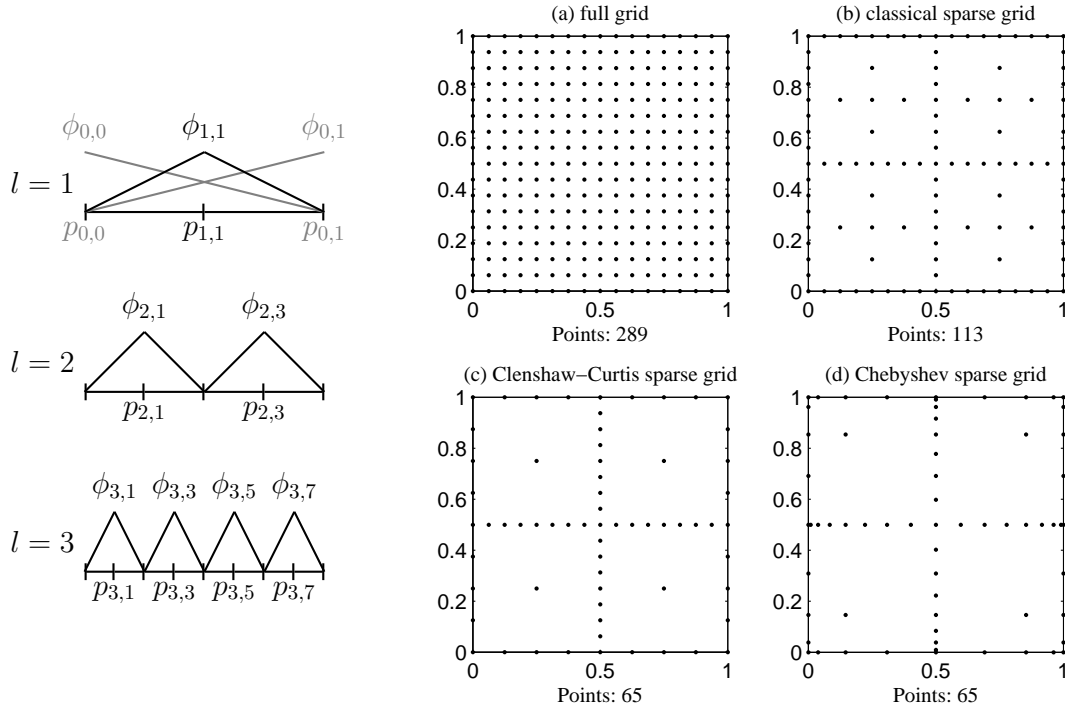 ϕ0,0 ϕ1,1 ϕ0,1
l = 1
p0,0 p1,1 p0,1
ϕ2,1 ϕ2,3
l = 2
p2,1 p2,3
ϕ3,1 ϕ3,3 ϕ3,5 ϕ3,7
l = 3
p3,1 p3,3 p3,5 p3,7
(a) full grid
1
0.8
0.6
0.4
0.2
0
0 0.5 1
Points: 289
(b) classical sparse grid
1
0.8
0.6
0.4
0.2
0
0 0.5 1
Points: 113
(c) Clenshaw−Curtis sparse grid
1
0.8
0.6
0.4
0.2
0
0 0.5 1
Points: 65
(d) Chebyshev sparse grid
1
0.8
0.6
0.4
0.2
0
0 0.5 1
Points: 65